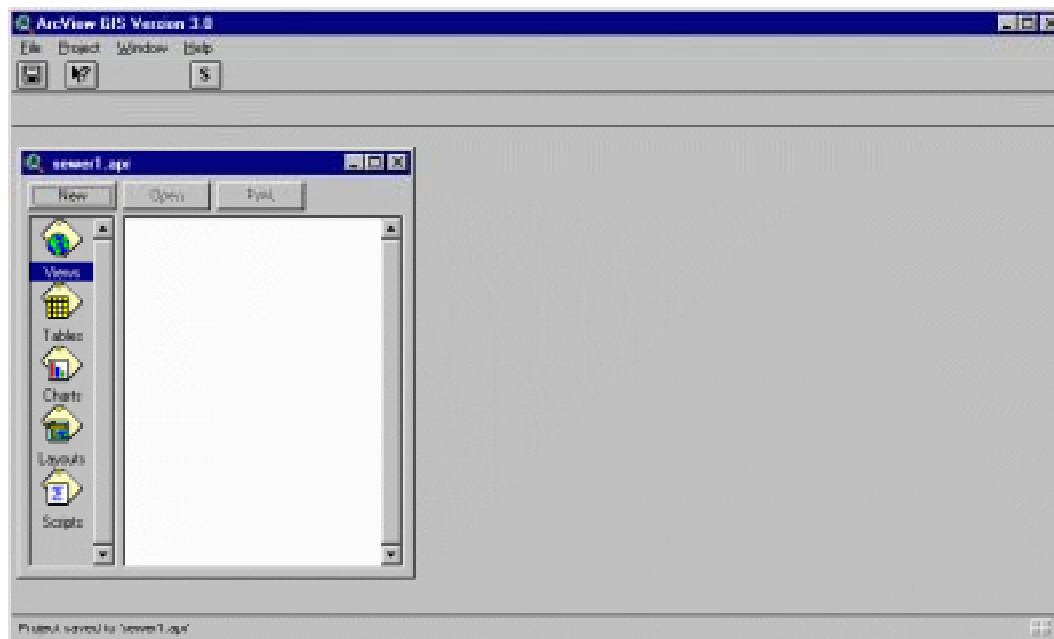 ArcView GIS Version 3.0
File Project Window Help
S
sewer1.apr
New Open Print
Views
Tables
Charts
Layouts
Scripts
Project saved to 'sewer1.apr'